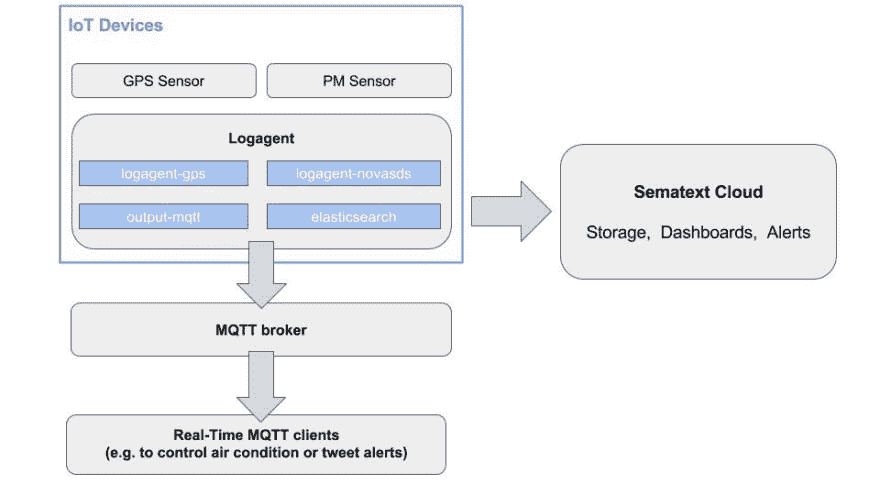 IoT Devices
GPS Sensor
PM Sensor
Logagent
logagent-gps
logagent-novasds
output-mqtt
elasticsearch
Sematext Cloud
Storage, Dashboards, Alerts
MQTT broker
Real-Time MQTT clients
(e.g. to control air condition or tweet alerts)